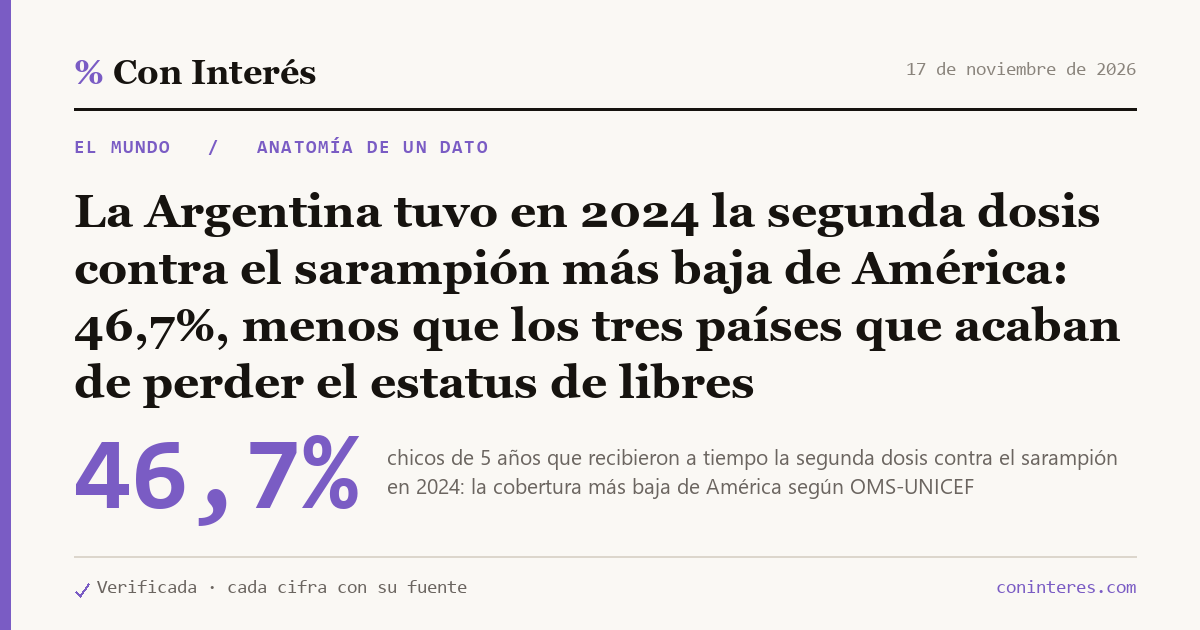 % Con Interés
17 de noviembre de 2026
EL MUNDO / ANATOMÍA DE UN DATO
La Argentina tuvo en 2024 la segunda dosis
contra el sarampión más baja de América:
46,7%, menos que los tres países que acaban
de perder el estatus de libres
46,7%
chicos de 5 años que recibieron a tiempo la segunda dosis contra el sarampión
en 2024: la cobertura más baja de América según OMS-UNICEF
✓ Verificada · cada cifra con su fuente
coninteres.com